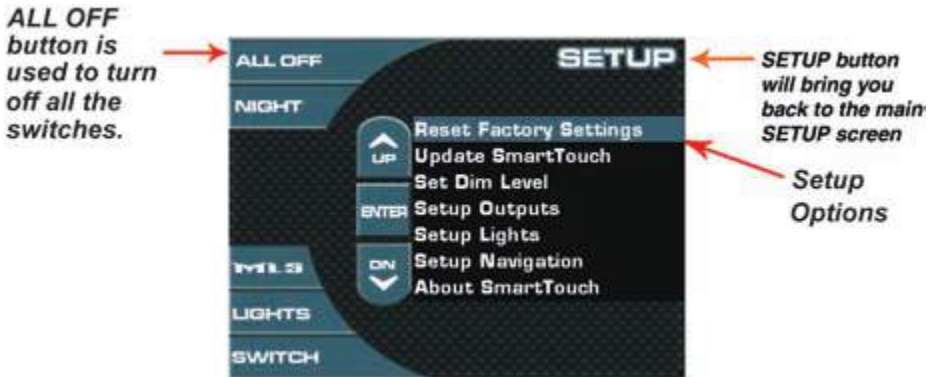 ALL OFF
button is
used to turn
off all the
switches.
ALL OFF
NIGHT
SETUP
SETUP button
will bring you
back to the main
SETUP screen
UP
ENTER
DN
Reset Factory Settings
Update SmartTouch
Set Dim Level
Setup Outputs
Setup Lights
Setup Navigation
About SmartTouch
Setup
Options
LIGHTS
SWITCH